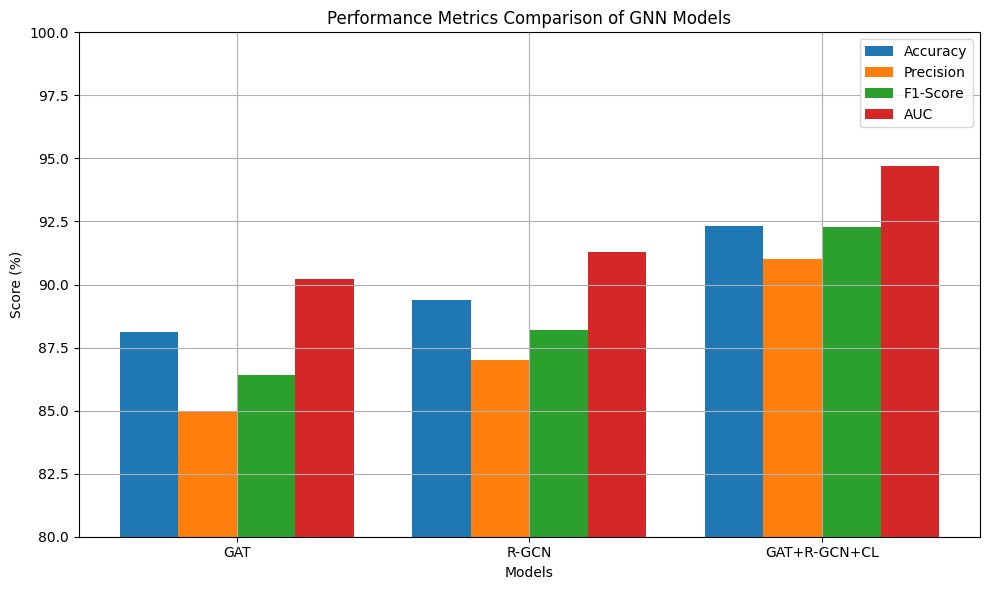 Performance Metrics Comparison of GNN Models
100.0
97.5
95.0
92.5
90.0
87.5
85.0
82.5
80.0
Score (%)
Accuracy
Precision
F1-Score
AUC
GAT
R-GCN
GAT+R-GCN+CL
Models